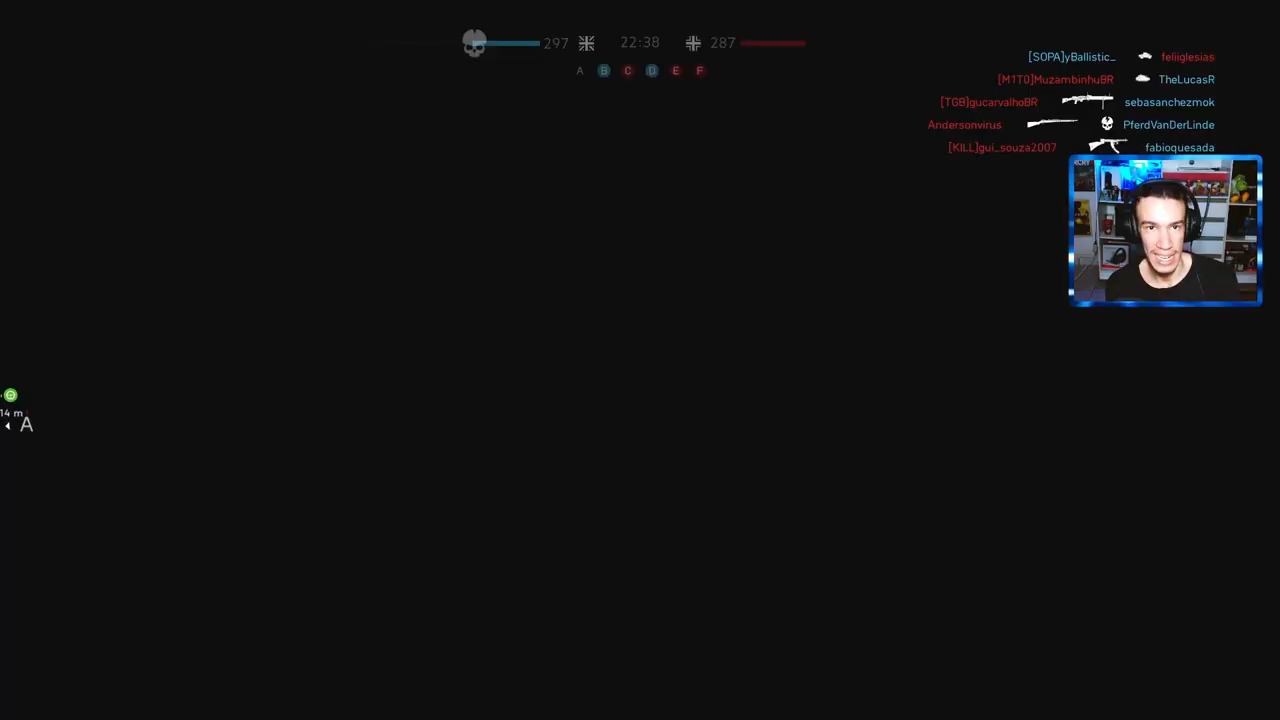 297 22:38 287
A B C D E F
[SOPA]yBallistic_ feliiglesias
[M1T0]MuzambinhuBR TheLucasR
[TGB]gucarvalhoBR sebasanchezmok
Andersonvirus PferdVanDerLinde
[KILL]gui_souza2007 fabioquesada
14 m
A